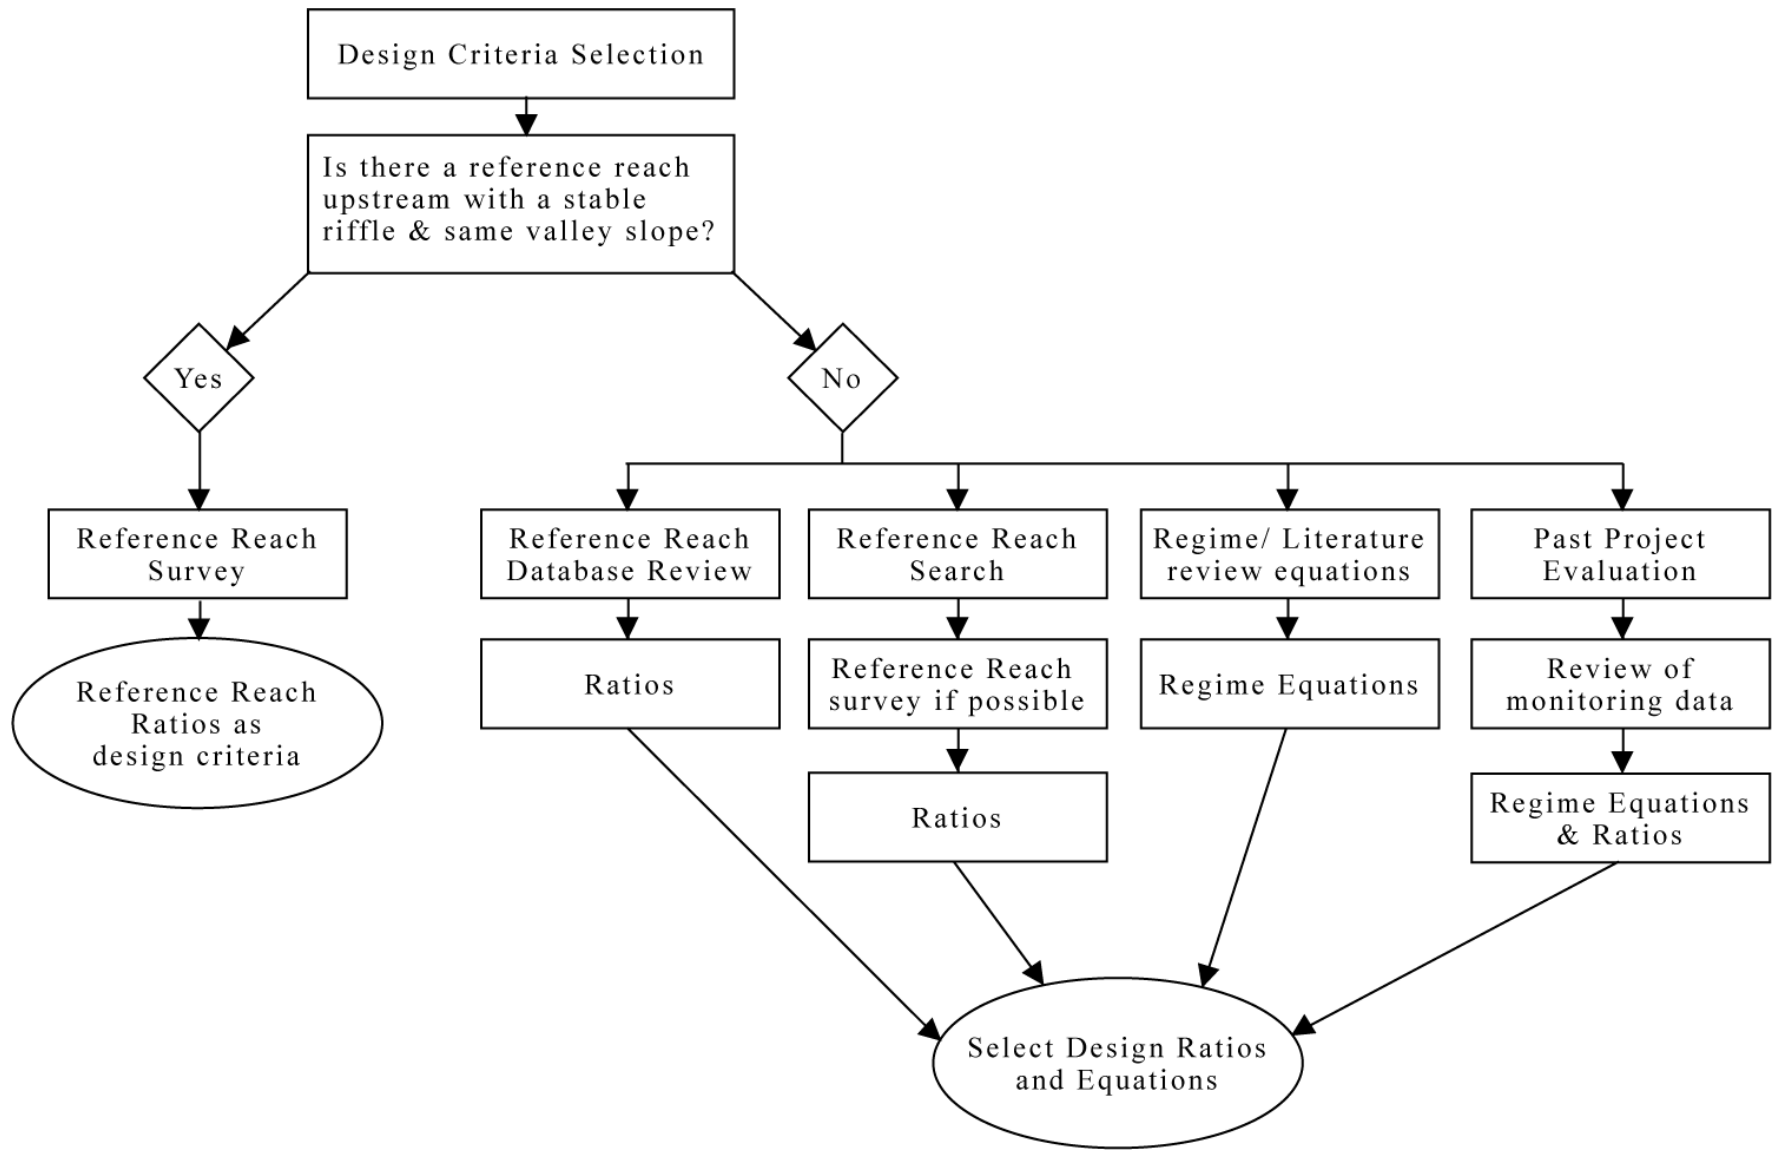 Design Criteria Selection
Is there a reference reach
upstream with a stable
riffle & same valley slope?
Yes
No
Reference Reach
Survey
Reference Reach
Database Review
Reference Reach
Search
Regime/ Literature
review equations
Past Project
Evaluation
Reference Reach
Ratios as
design criteria
Ratios
Reference Reach
survey if possible
Regime Equations
Review of
monitoring data
Ratios
Regime Equations
& Ratios
Select Design Ratios
and Equations